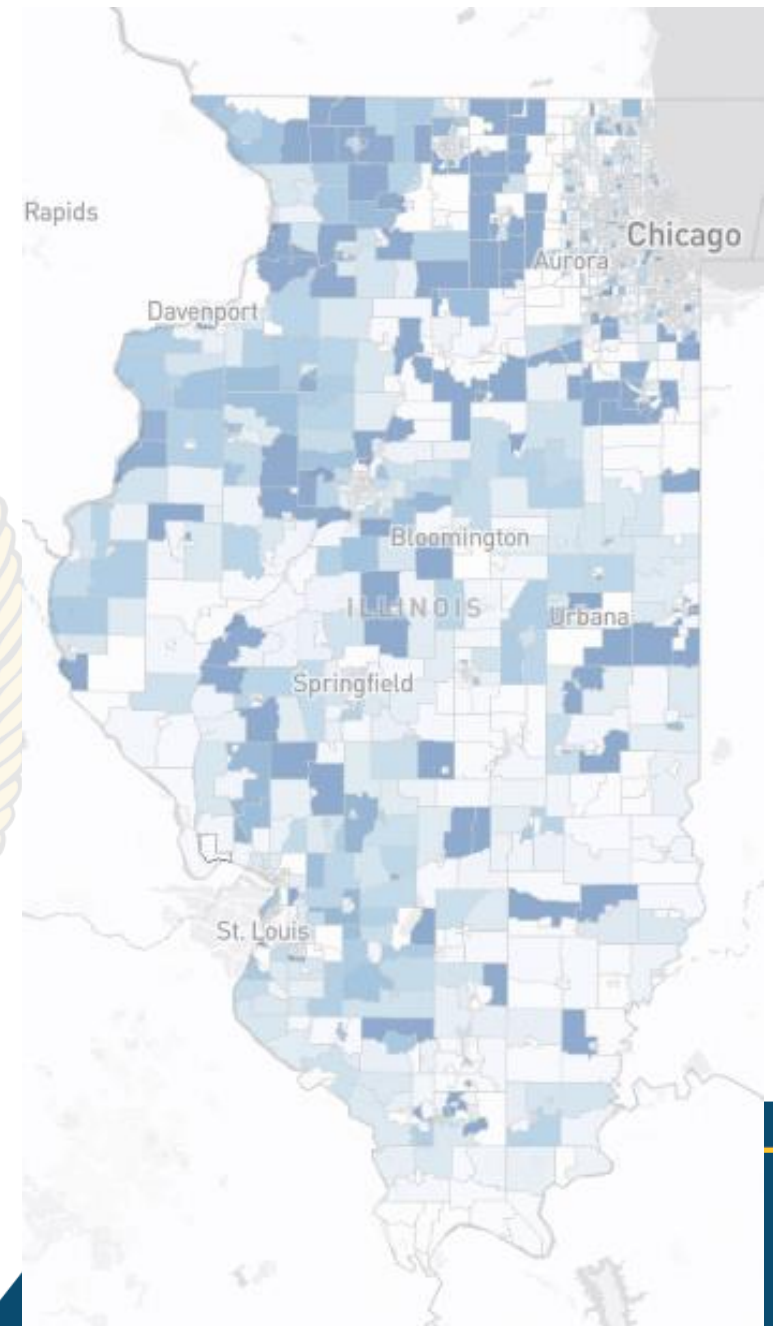 Rapids
Chicago
Aurora
Davenport
Bloomington
ILLINOIS
Urbana
Springfield
St. Louis